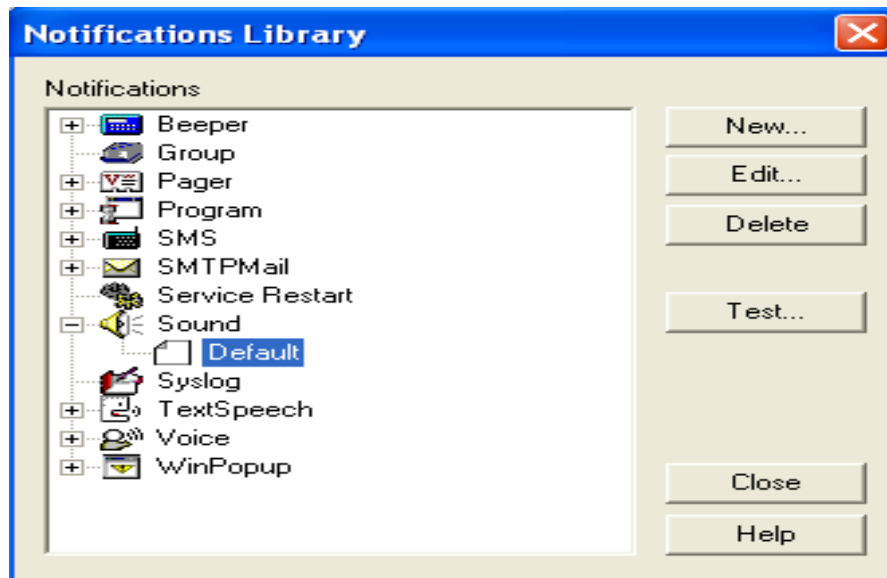 Notifications Library
Notifications
Beeper
Group
Pager
Program
SMS
SMTPMail
Service Restart
Sound
Default
Syslog
TextSpeech
Voice
WinPopup
New...
Edit...
Delete
Test...
Close
Help